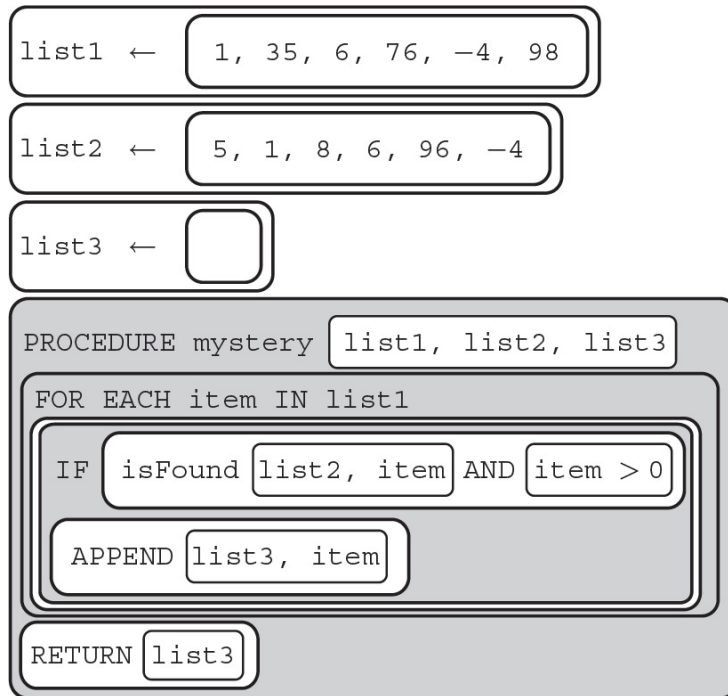 list1 ← 1, 35, 6, 76, −4, 98
list2 ← 5, 1, 8, 6, 96, −4
list3 ←
PROCEDURE mystery list1, list2, list3
FOR EACH item IN list1
IF isFound list2, item AND item > 0
APPEND list3, item
RETURN list3